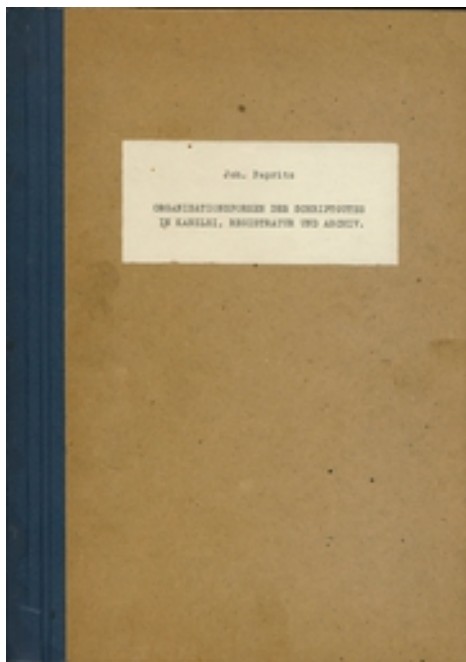 Joh. Papritz
ORGANISATIONSFORMEN DES SCHRIFTGUTES
IN KANZLEI, REGISTRATUR UND ARCHIV.